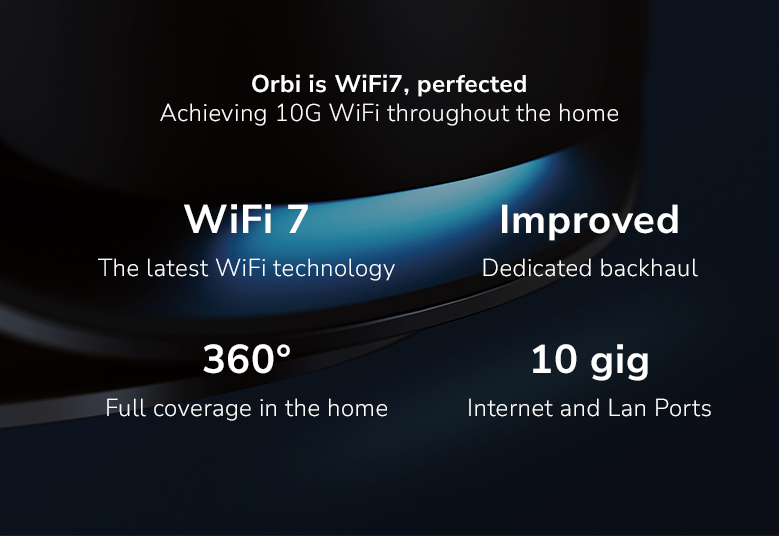 Orbi is WiFi7, perfected
Achieving 10G WiFi throughout the home
WiFi 7
The latest WiFi technology
Improved
Dedicated backhaul
360°
Full coverage in the home
10 gig
Internet and Lan Ports